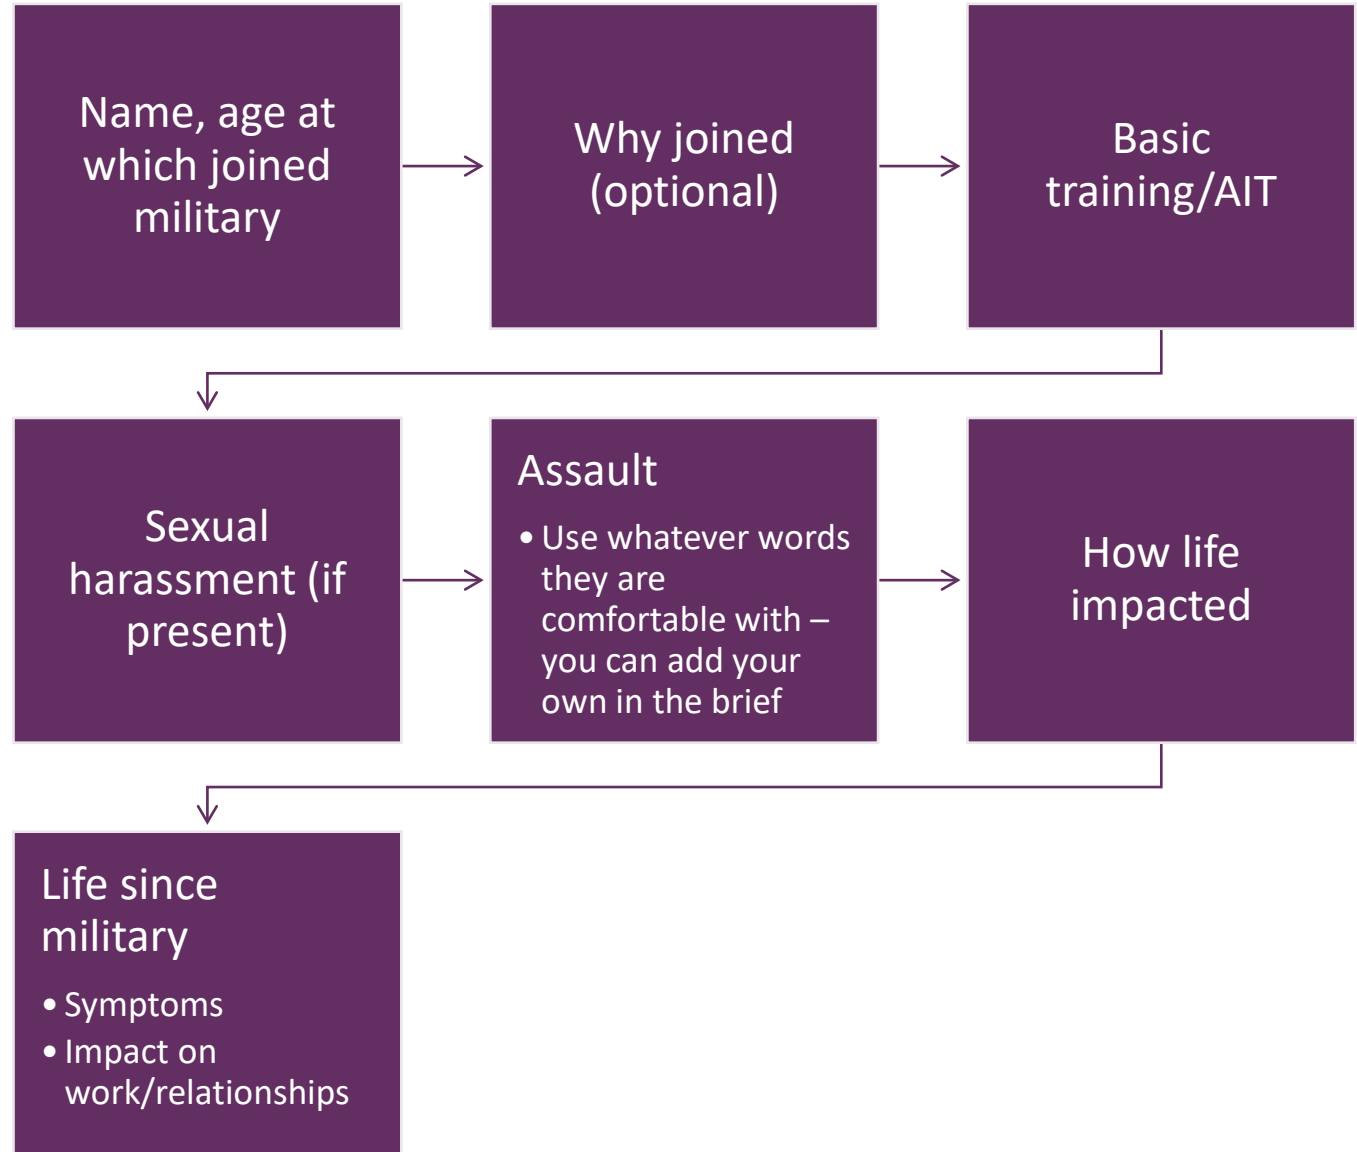 Name, age at
which joined
military
Why joined
(optional)
Basic
training/AIT
Sexual
harassment (if
present)
Assault
• Use whatever words
they are
comfortable with –
you can add your
own in the brief
How life
impacted
Life since
military
• Symptoms
• Impact on
work/relationships